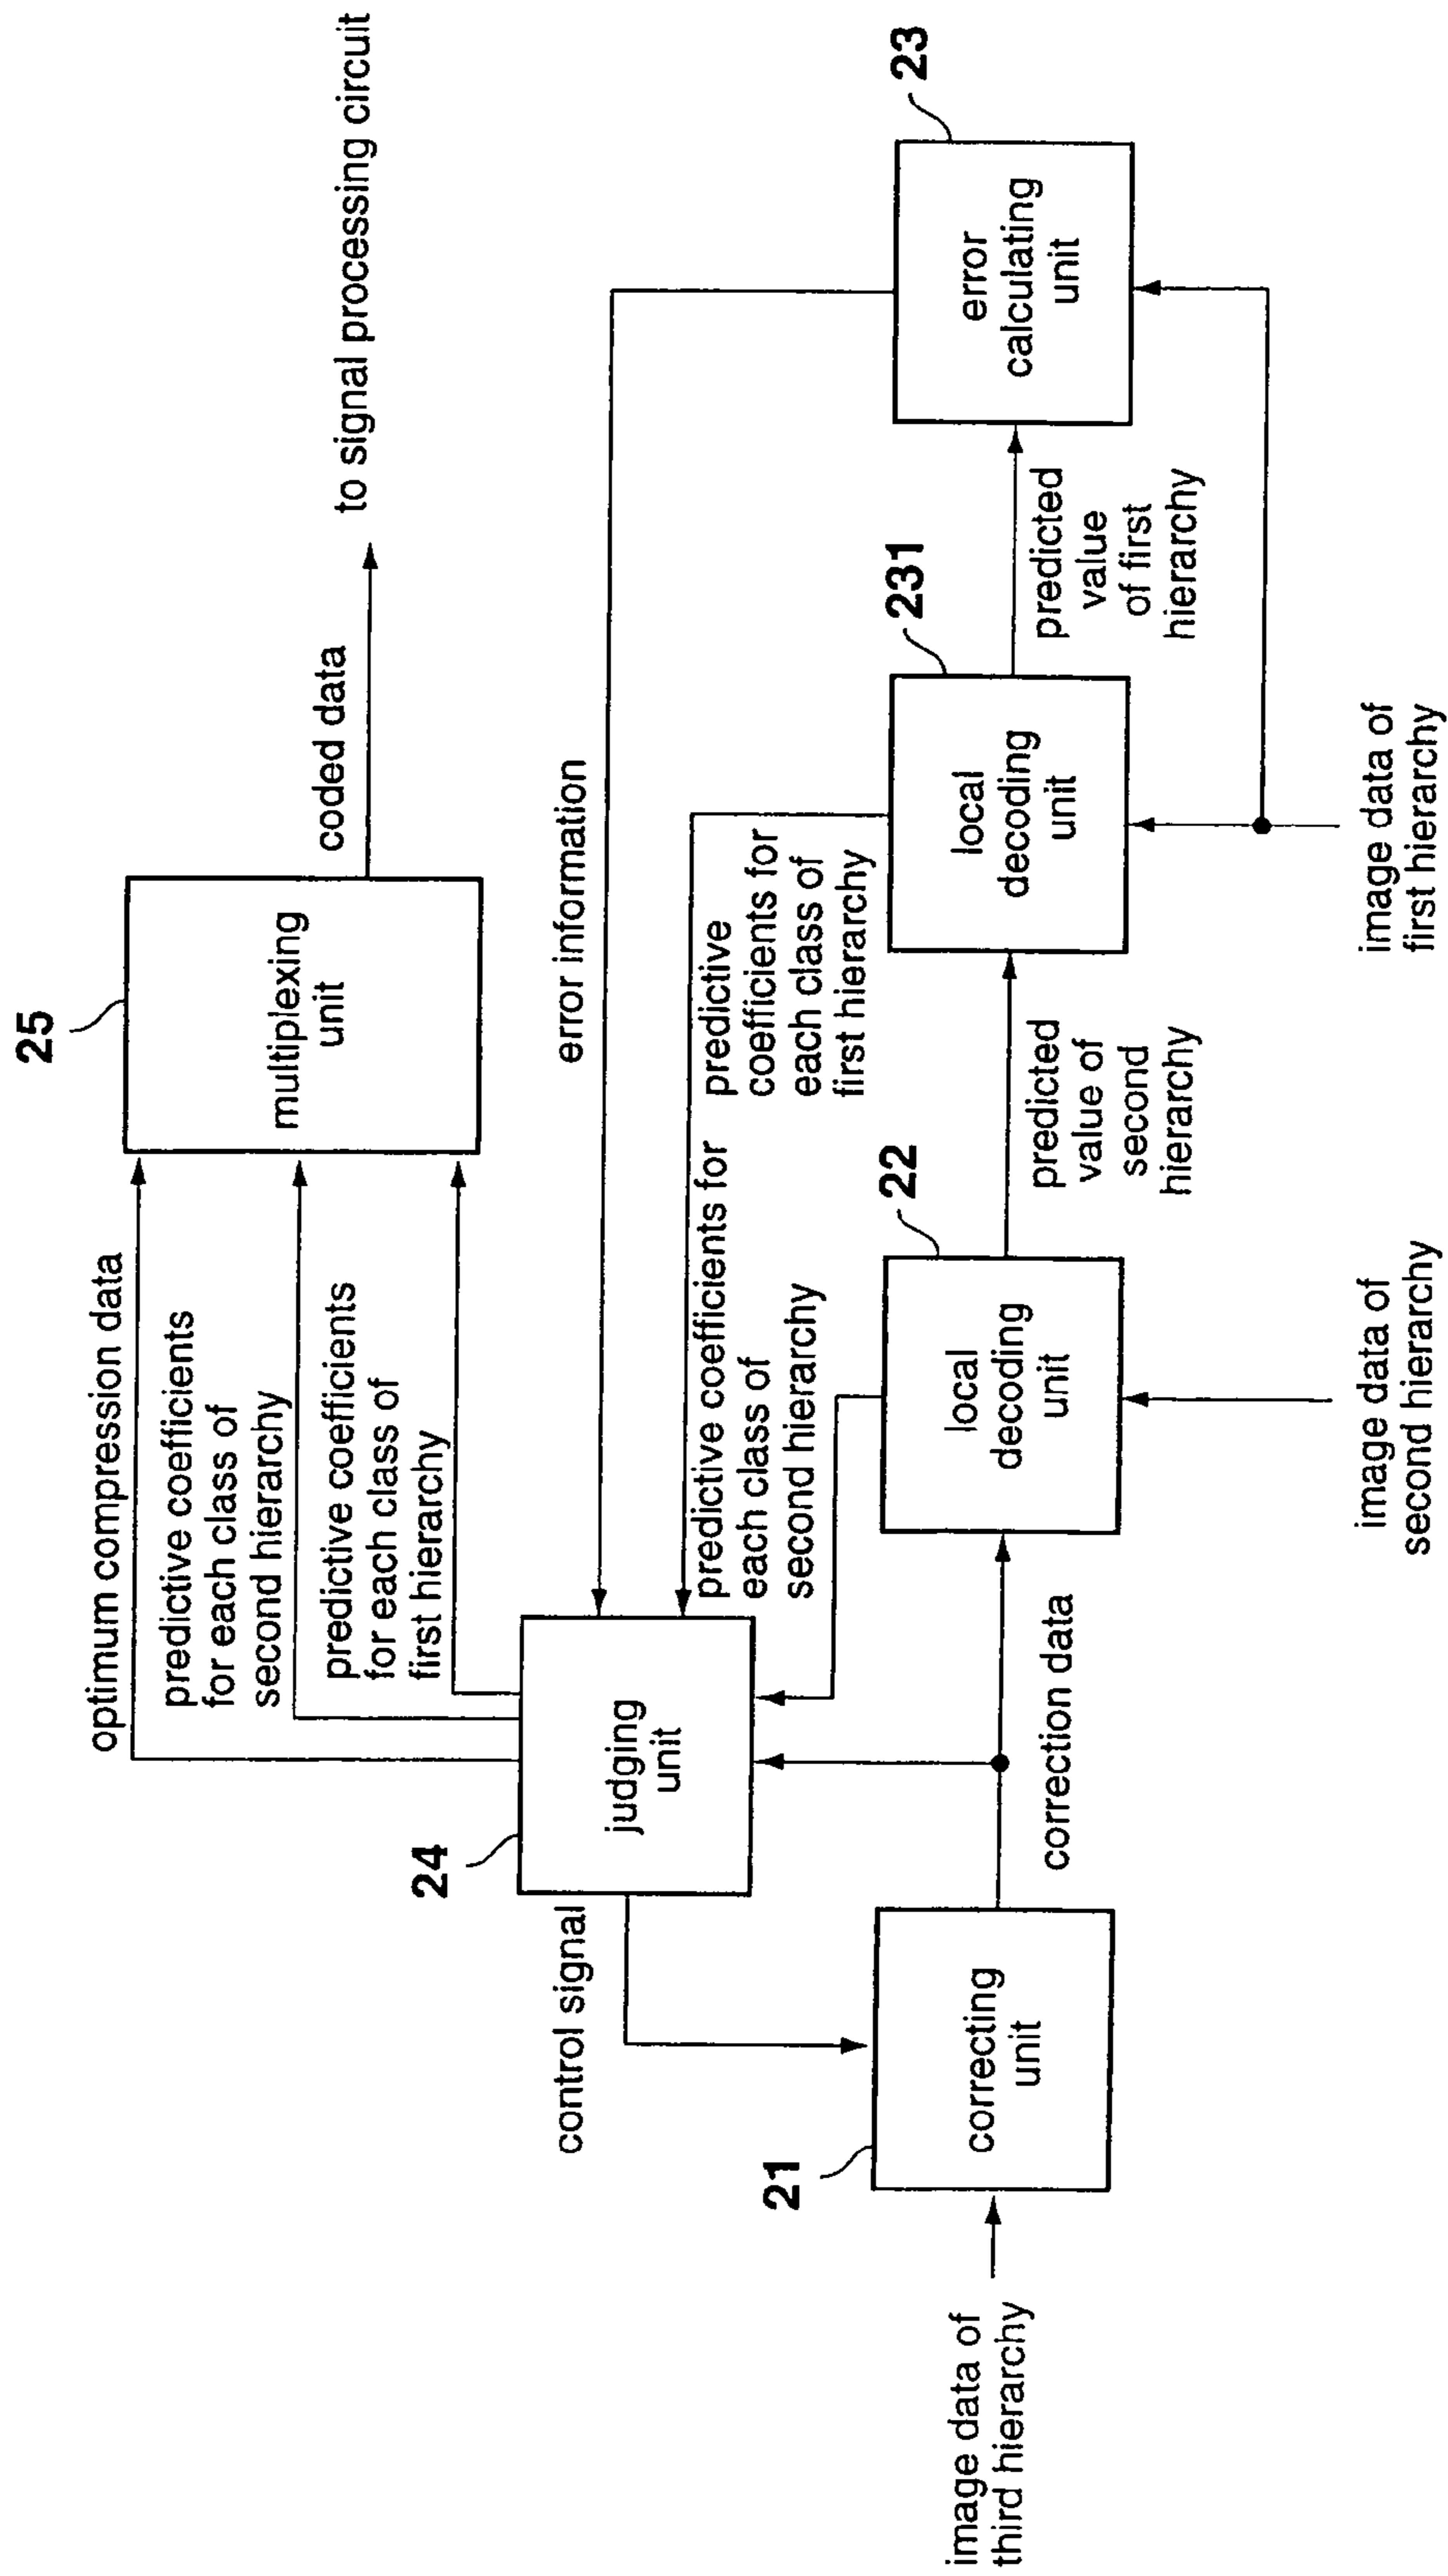 25
multiplexing
unit
coded data
to signal processing circuit
optimum compression data
predictive coefficients
for each class of
second hierarchy
predictive coefficients
for each class of
first hierarchy
error information
24
judging
unit
control signal
predictive
coefficients for
each class of
first hierarchy
predictive coefficients for
each class of
second hierarchy
21
correcting
unit
correction data
22
local
decoding
unit
predicted
value of
second
hierarchy
231
local
decoding
unit
predicted
value
of first
hierarchy
23
error
calculating
unit
image data of
third hierarchy
image data of
second hierarchy
image data of
first hierarchy